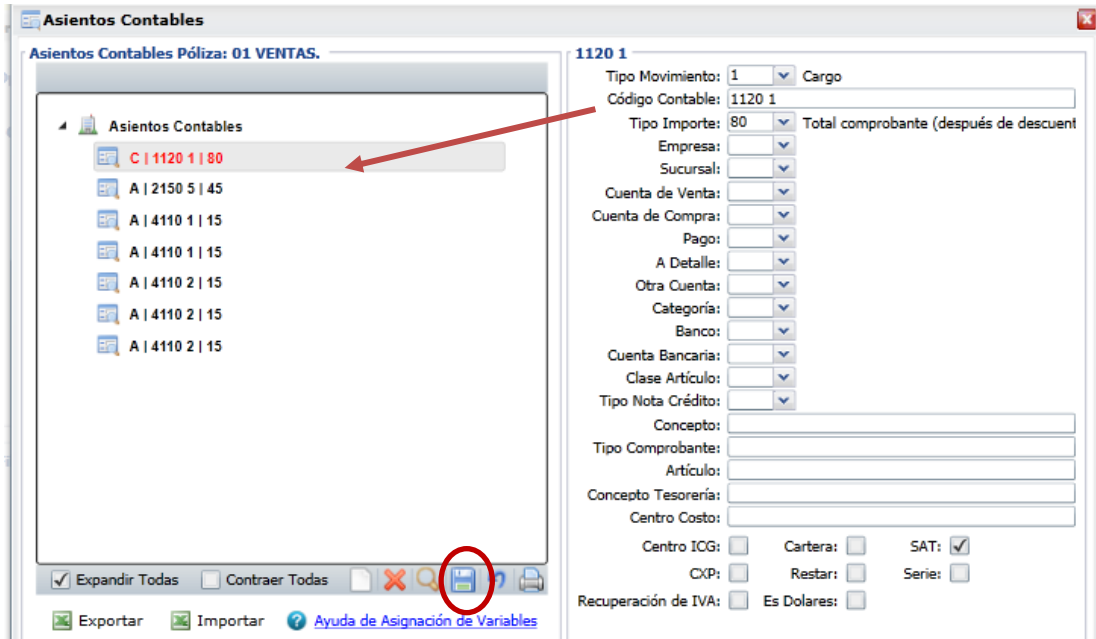 Asientos Contables
Asientos Contables Póliza: 01 VENTAS.
Asientos Contables
C | 1120 1 | 80
A | 2150 5 | 45
A | 4110 1 | 15
A | 4110 1 | 15
A | 4110 2 | 15
A | 4110 2 | 15
A | 4110 2 | 15
Expandir Todas Contraer Todas
Exportar Importar Ayuda de Asignación de Variables
1120 1
Tipo Movimiento: 1 Cargo
Código Contable: 1120 1
Tipo Importe: 80 Total comprobante (después de descuent
Empresa:
Sucursal:
Cuenta de Venta:
Cuenta de Compra:
Pago:
A Detalle:
Otra Cuenta:
Categoría:
Banco:
Cuenta Bancaria:
Clase Artículo:
Tipo Nota Crédito:
Concepto:
Tipo Comprobante:
Artículo:
Concepto Tesorería:
Centro Costo:
Centro ICG: Cartera: SAT:
CXP: Restar: Serie:
Recuperación de IVA: Es Dolares: